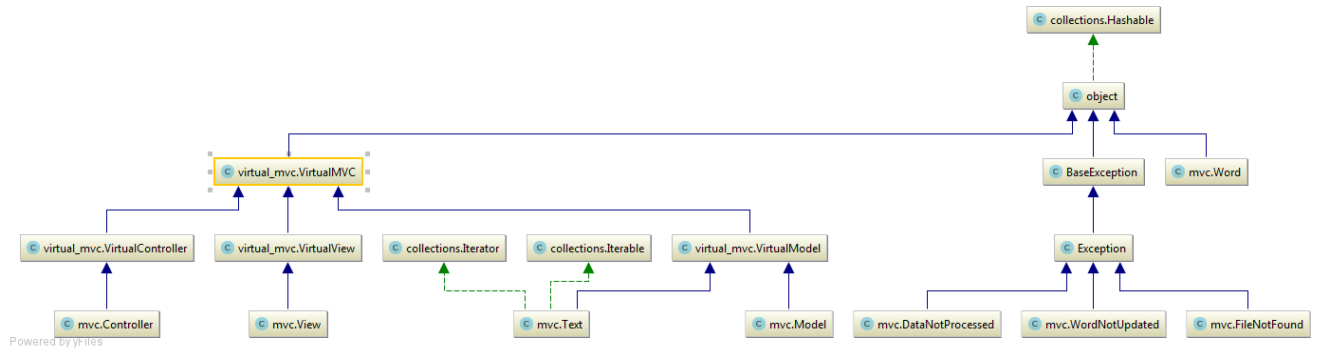 collections.Hashable
object
virtual_mvc.VirtualMVC
BaseException
mvc.Word
virtual_mvc.VirtualController
virtual_mvc.VirtualView
collections.Iterator
collections.Iterable
virtual_mvc.VirtualModel
Exception
mvc.Controller
mvc.View
mvc.Text
mvc.Model
mvc.DataNotProcessed
mvc.WordNotUpdated
mvc.FileNotFound
Powered by yFiles